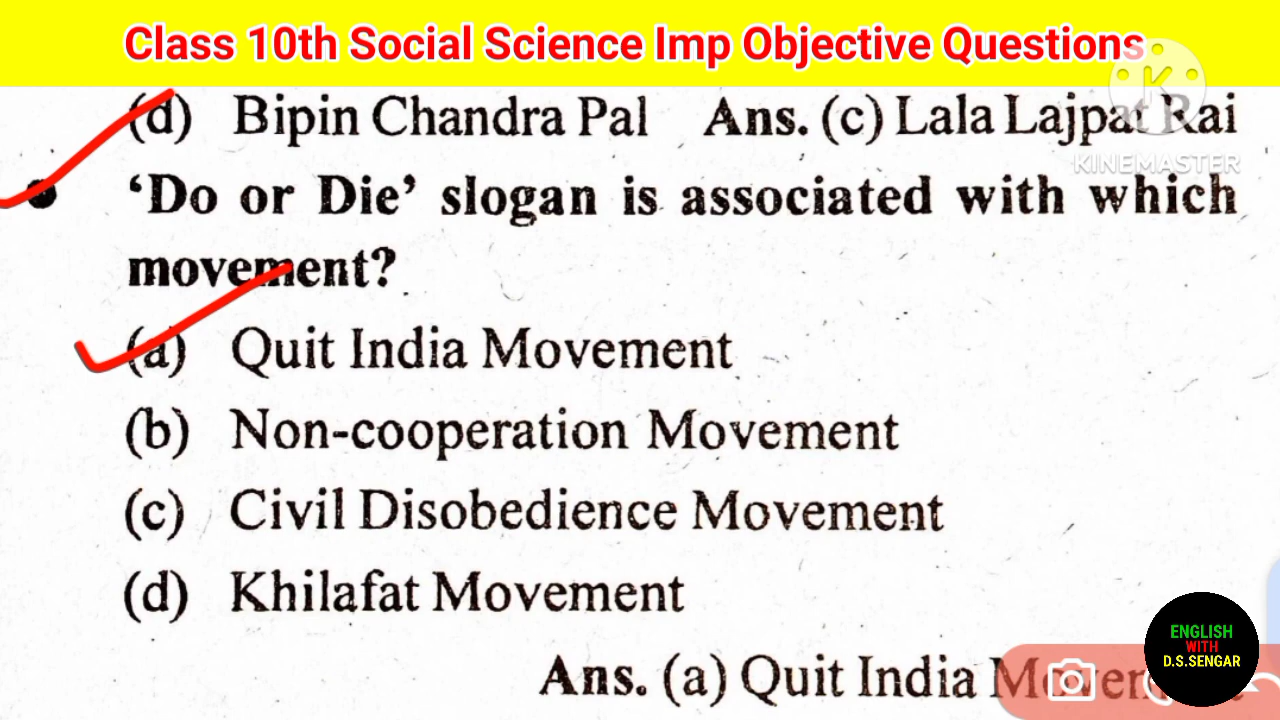 Class 10th Social Science Imp Objective Questions
(d) Bipin Chandra Pal Ans. (c) Lala Lajpat Rai
KINEMASTER
‘Do or Die’ slogan is associated with which
movement?
(a) Quit India Movement
(b) Non-cooperation Movement
(c) Civil Disobedience Movement
(d) Khilafat Movement
Ans. (a) Quit India
ENGLISH
WITH
D.S.SENGAR